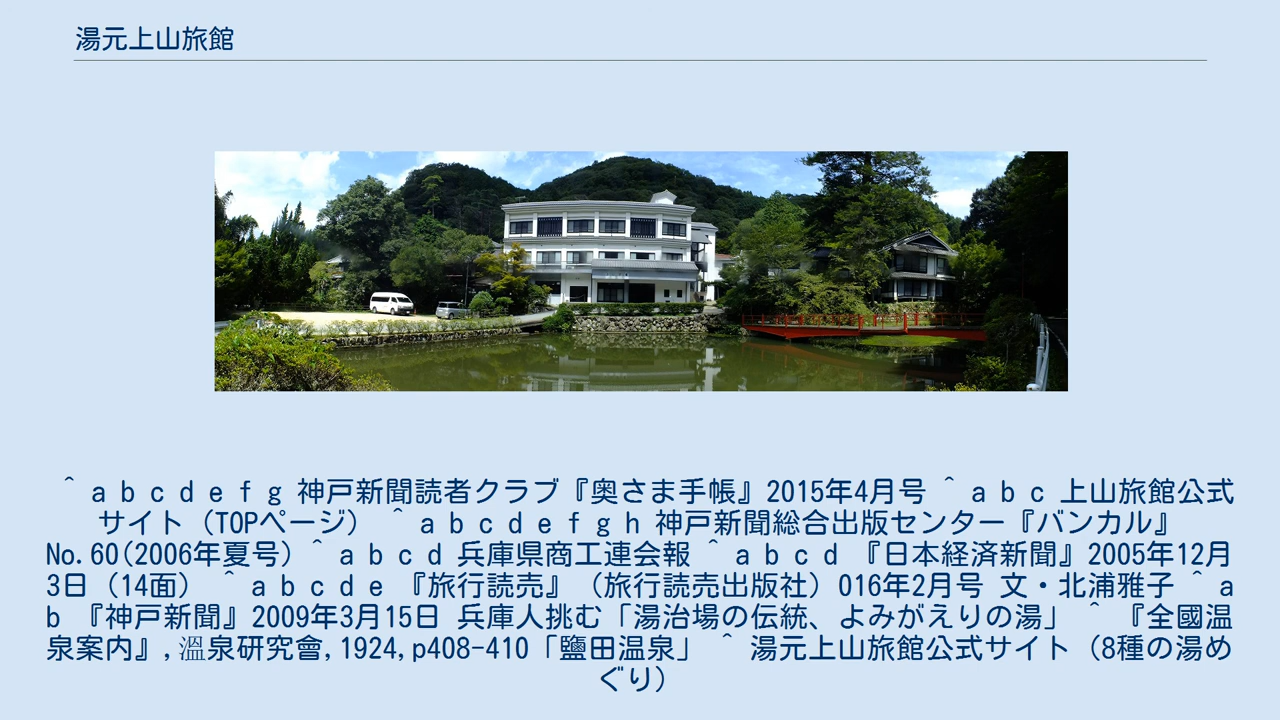 湯元上山旅館
^ a b c d e f g 神戸新聞読者クラブ『奥さま手帳』2015年4月号 ^ a b c 上山旅館公式
サイト（TOPページ） ^ a b c d e f g h 神戸新聞総合出版センター『バンカル』
No.60(2006年夏号) ^ a b c d 兵庫県商工連会報 ^ a b c d 『日本経済新聞』2005年12月
3日（14面） ^ a b c d e 『旅行読売』（旅行読売出版社）016年2月号 文・北浦雅子 ^ a
b 『神戸新聞』2009年3月15日 兵庫人挑む「湯治場の伝統、よみがえりの湯」 ^ 『全國温
泉案内』,溫泉研究會,1924,p408-410「鹽田温泉」 ^ 湯元上山旅館公式サイト（8種の湯め
ぐり）